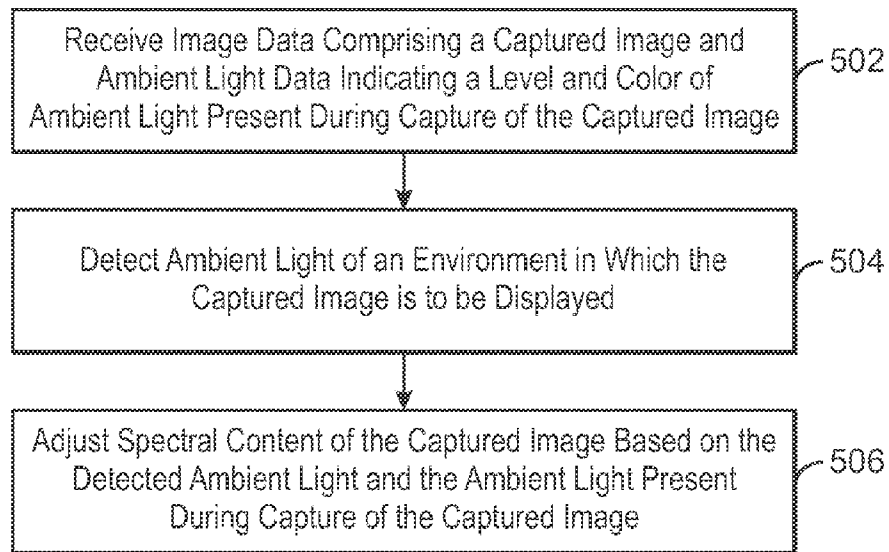 Receive Image Data Comprising a Captured Image and
Ambient Light Data Indicating a Level and Color of
Ambient Light Present During Capture of the Captured Image
502
Detect Ambient Light of an Environment in Which the
Captured Image is to be Displayed
504
Adjust Spectral Content of the Captured Image Based on the
Detected Ambient Light and the Ambient Light Present
During Capture of the Captured Image
506